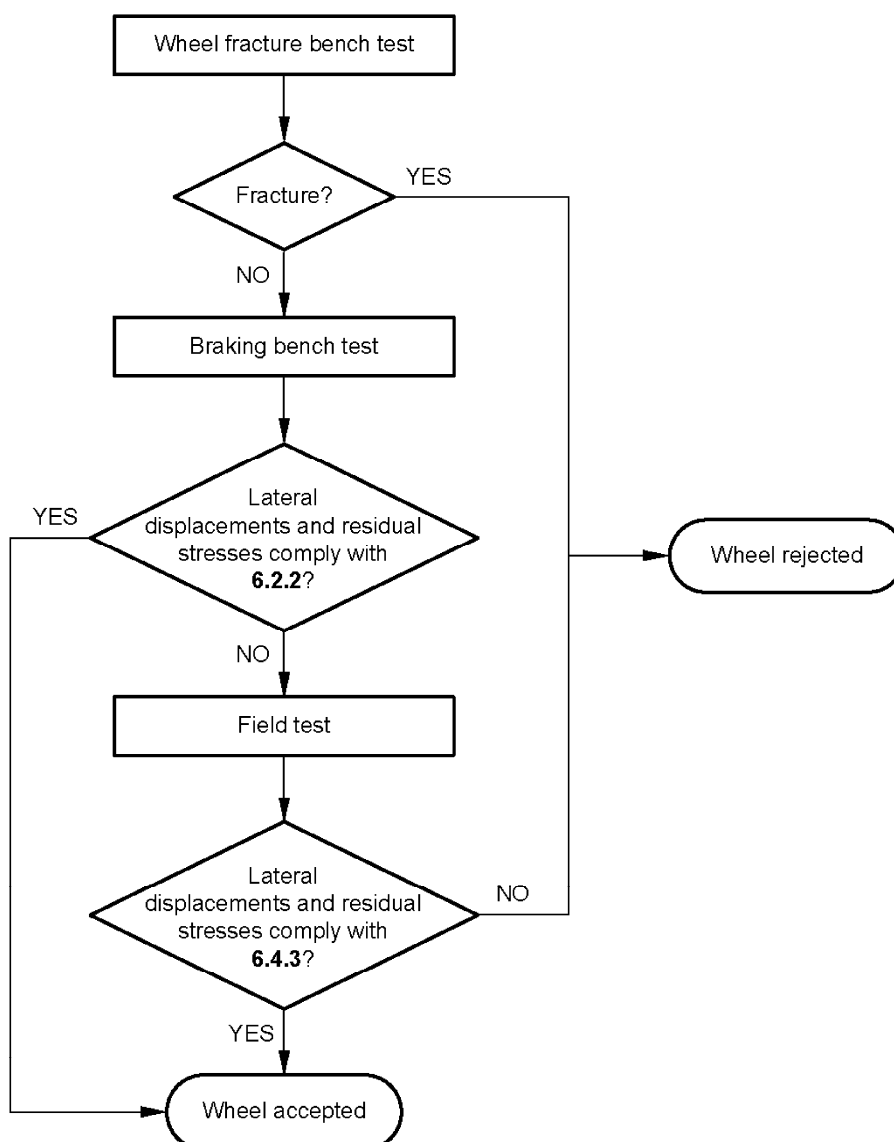 Wheel fracture bench test
YES
Fracture?
NO
Braking bench test
YES
Lateral
displacements and residual
stresses comply with
6.2.2?
Wheel rejected
NO
Field test
Lateral
displacements and residual
stresses comply with
6.4.3?
NO
YES
Wheel accepted